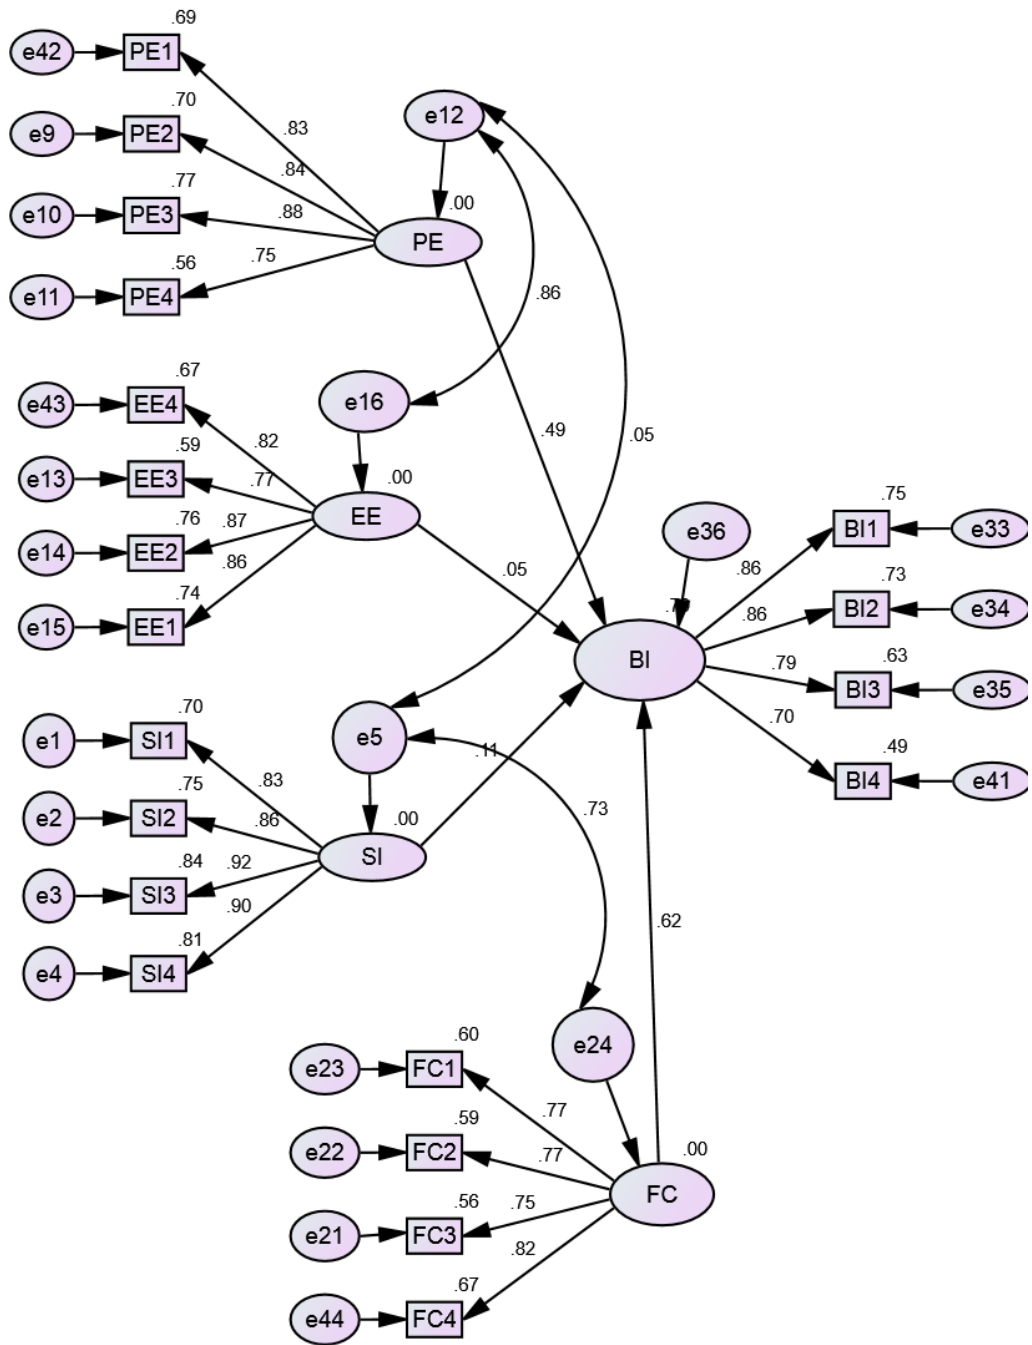 .69
e42 PE1
.70
e9 PE2
.83
e12
.84
.77
e10 PE3
.88
.00
PE
.56
.75
e11 PE4
.86
.67
e43 EE4
e16
.82
.49
.05
.59
e13 EE3
.77
.00
EE
.76 .87
e14 EE2
.86
.74
e15 EE1
.05
e36
.75
BI1 e33
.86
.73
BI2 e34
.86
BI
.79
.63
BI3 e35
.70
.49
BI4 e41
.70
e1 SI1
e5
.11
.83
.75
e2 SI2
.86
.73
.00
SI
.84 .92
e3 SI3
.90
.81
e4 SI4
.62
.60
e23 FC1
e24
.77
.59
e22 FC2
.77
.00
FC
.56 .75
e21 FC3
.82
.67
e44 FC4